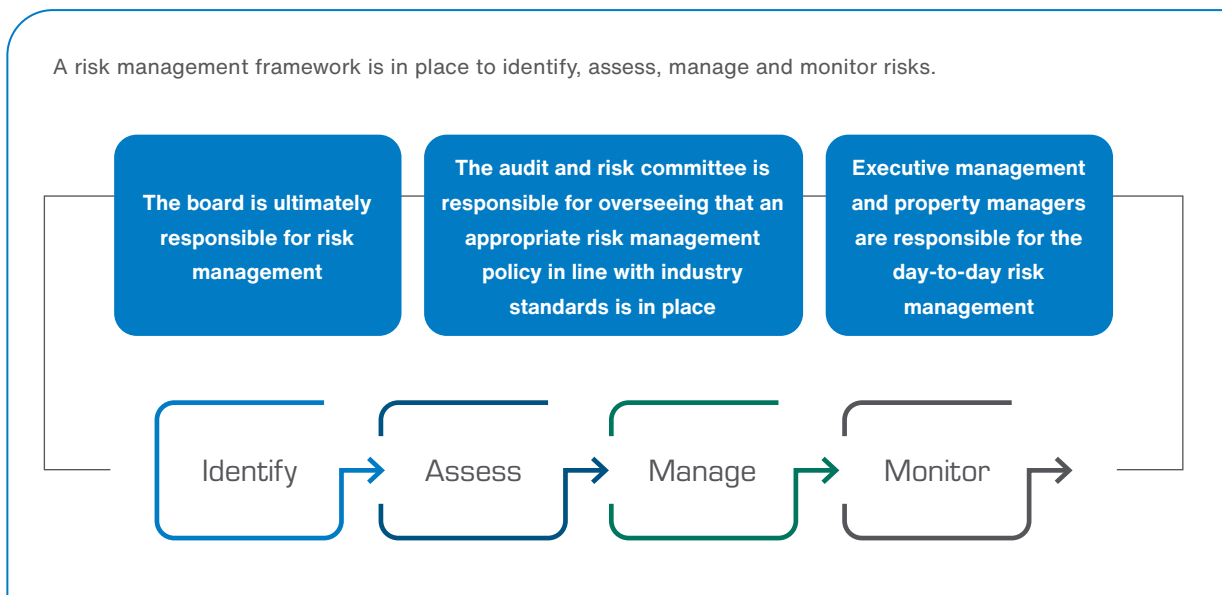 A risk management framework is in place to identify, assess, manage and monitor risks.
The board is ultimately
responsible for risk
management
The audit and risk committee is
responsible for overseeing that an
appropriate risk management
policy in line with industry
standards is in place
Executive management
and property managers
are responsible for the
day-to-day risk
management
Identify
Assess
Manage
Monitor